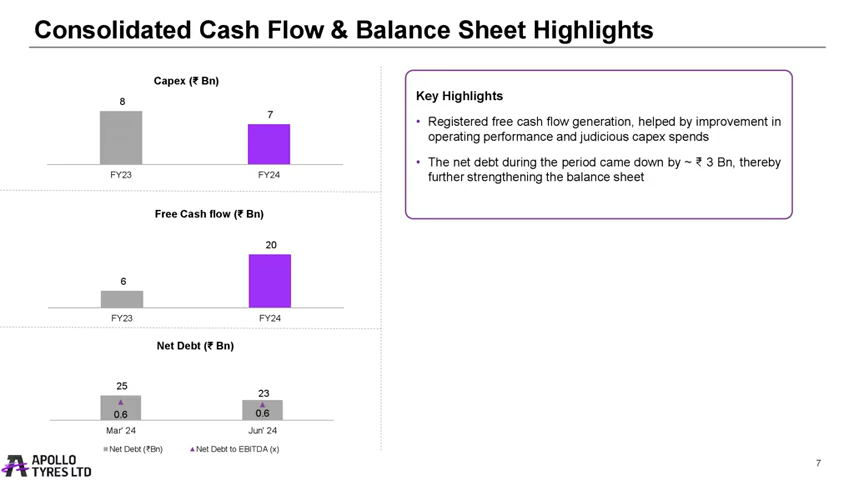 Consolidated Cash Flow & Balance Sheet Highlights
Capex (₹ Bn)
8
7
FY23
FY24
Free Cash flow (₹ Bn)
6
20
FY23
FY24
Net Debt (₹ Bn)
25
23
0.6
0.6
Mar' 24
Jun' 24
Net Debt (₹Bn)
Net Debt to EBITDA (x)
Key Highlights
• Registered free cash flow generation, helped by improvement in
operating performance and judicious capex spends
• The net debt during the period came down by ~ ₹ 3 Bn, thereby
further strengthening the balance sheet
APOLLO
TYRES LTD
7